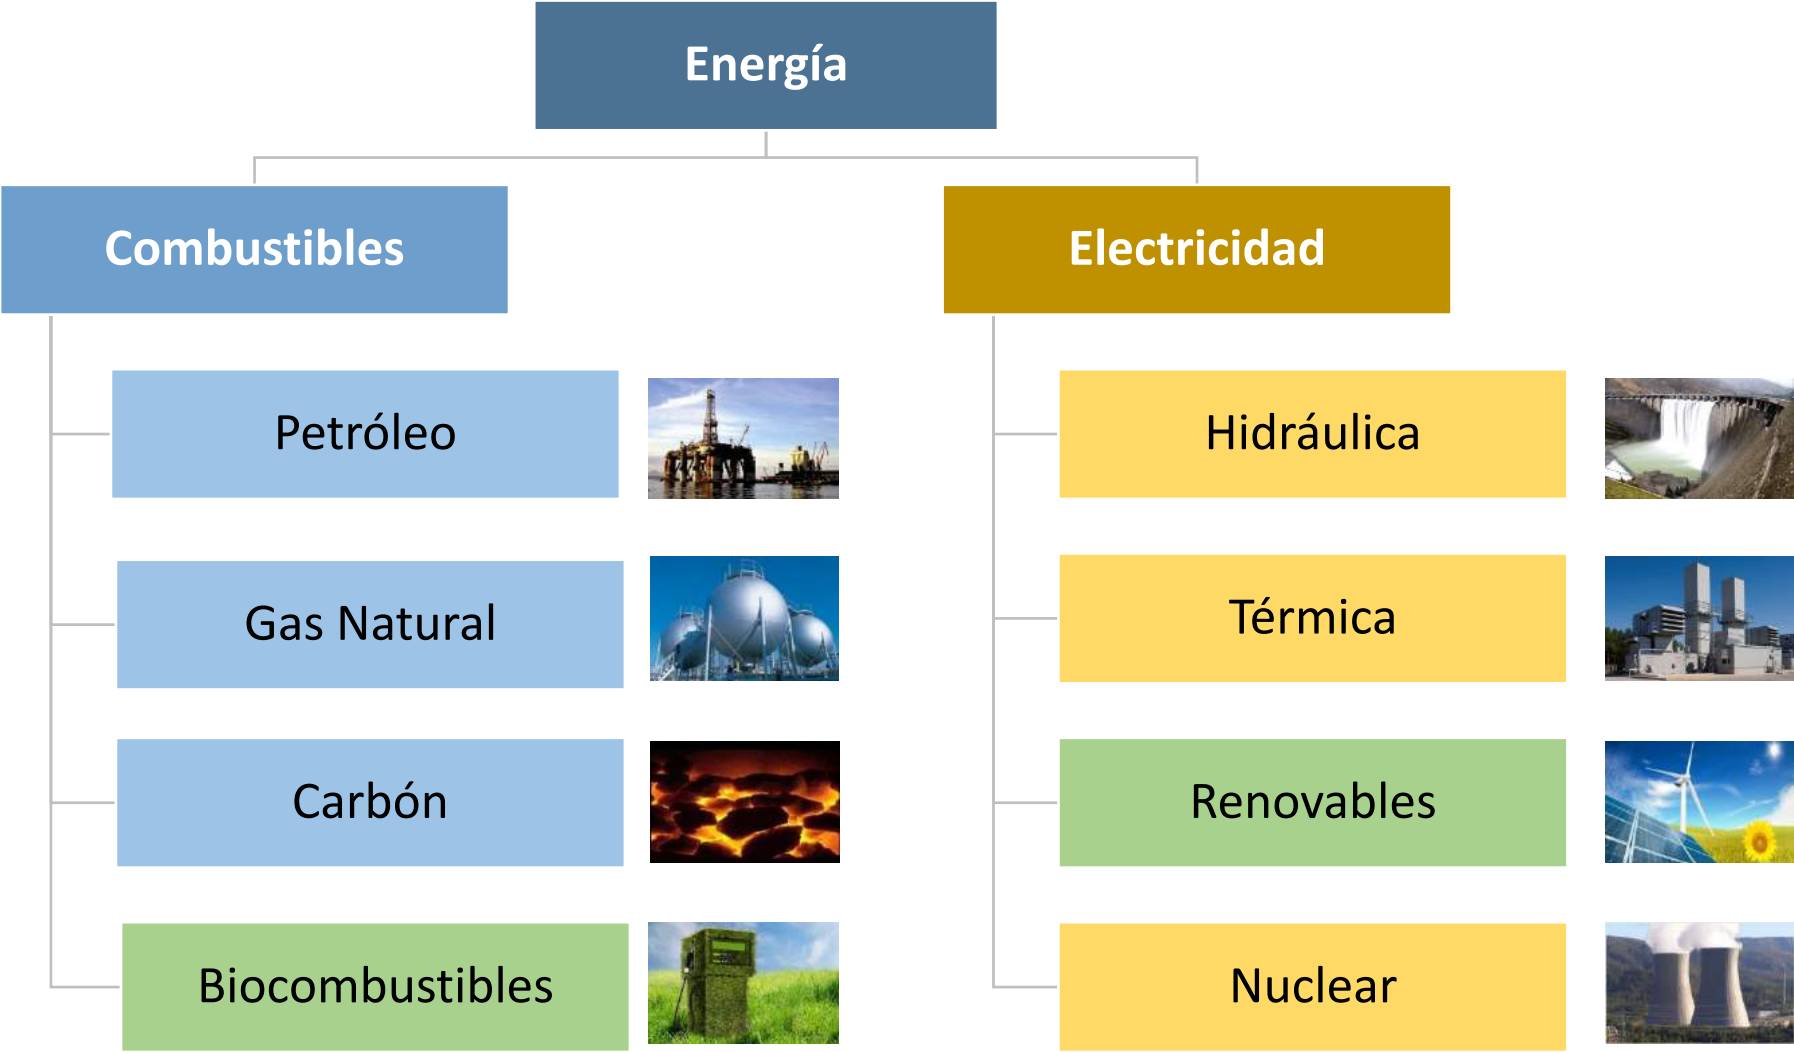 Energía
Combustibles
Electricidad
Petróleo
Hidráulica
Gas Natural
Térmica
Carbón
Renovables
Biocombustibles
Nuclear